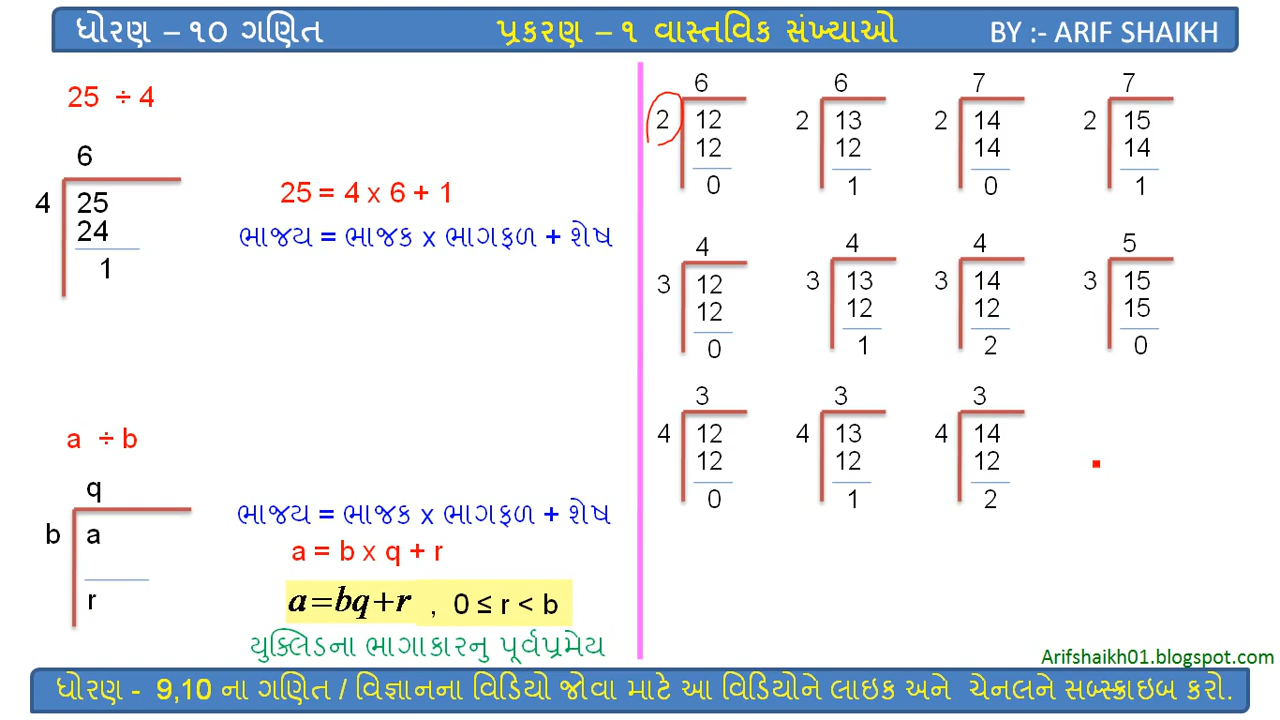 ધોરણ – ૧૦ ગણિત પ્રકરણ – ૧ વાસ્તવિક સંખ્યાઓ BY :- ARIF SHAIKH
25 ÷ 4
6
4 25
24
1
25 = 4 x 6 + 1
ભાજ્ય = ભાજક x ભાગફળ + શેષ
a ÷ b
q
b a
r
ભાજ્ય = ભાજક x ભાગફળ + શેષ
a = b x q + r
a=bq+r , 0 ≤ r < b
યુક્લિડના ભાગાકારનુ પૂર્વપ્રમેય
6 6 7 7
2 12 2 13 2 14 2 15
12 12 14 14
0 1 0 1
4 4 4 5
3 12 3 13 3 14 3 15
12 12 12 15
0 1 2 0
3 3 3
4 12 4 13 4 14
12 12 12
0 1 2
Arifshaikh01.blogspot.com
ધોરણ - 9,10 ના ગણિત / વિજ્ઞાનના વિડિયો જોવા માટે આ વિડિયોને લાઇક અને ચેનલને સબ્સ્ક્રાઇબ કરો.